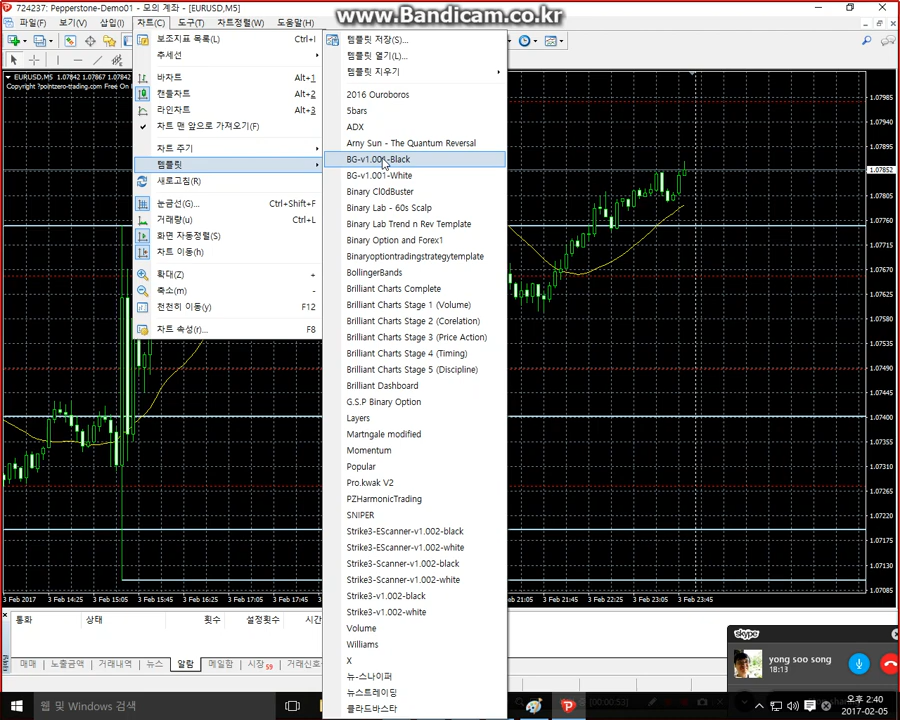 724237: Pepperstone-Demo01 - 모의 계좌 - [EURUSD,M5]
www.Bandicam.co.kr
파일(F)
보기(V)
삽입(I)
차트(C)
도구(T)
차트정렬(W)
도움말(H)
EURUSD,M5 1.07842 1.07867 1.07842
Copyright ?pointzero-trading.com Free On
보조지표 목록(L) Ctrl+I
추세선
바차트 Alt+1
캔들차트 Alt+2
라인차트 Alt+3
차트 맨 앞으로 가져오기(F)
차트 주기
템플릿
새로고침(R)
눈금선(G)... Ctrl+Shift+F
거래량(u) Ctrl+L
화면 자동정렬(S)
차트 이동(h)
확대(Z) +
축소(m) -
천천히 이동(y) F12
차트 속성(r)... F8
템플릿 저장(S)...
템플릿 열기(L)...
템플릿 지우기
2016 Ouroboros
5bars
ADX
Arny Sun - The Quantum Reversal
BG-v1.001-Black
BG-v1.001-White
Binary Cl0dBuster
Binary Lab - 60s Scalp
Binary Lab Trend n Rev Template
Binary Option and Forex1
Binaryoptiontradingstrategytemplate
BollingerBands
Brilliant Charts Complete
Brilliant Charts Stage 1 (Volume)
Brilliant Charts Stage 2 (Corelation)
Brilliant Charts Stage 3 (Price Action)
Brilliant Charts Stage 4 (Timing)
Brilliant Charts Stage 5 (Discipline)
Brilliant Dashboard
G.S.P Binary Option
Layers
Martngale modified
Momentum
Popular
Pro.kwak V2
PZHarmonicTrading
SNIPER
Strike3-EScanner-v1.002-black
Strike3-EScanner-v1.002-white
Strike3-Scanner-v1.002-black
Strike3-Scanner-v1.002-white
Strike3-v1.002-black
Strike3-v1.002-white
Volume
Williams
X
뉴-스나이퍼
뉴스트레이딩
클라드바스타
1.07985
1.07940
1.07895
1.07852
1.07805
1.07760
1.07715
1.07670
1.07625
1.07580
1.07535
1.07490
1.07445
1.07400
1.07355
1.07310
1.07265
1.07220
1.07175
1.07130
1.07085
3 Feb 2017
3 Feb 14:25
3 Feb 15:05
3 Feb 15:45
3 Feb 16:25
3 Feb 17:05
3 Feb 17:45
eb 21:05
3 Feb 21:45
3 Feb 22:25
3 Feb 23:05
3 Feb 23:45
통화
상태
횟수
설정횟수
시간
매매
노출금액
거래내역
뉴스
알람
메일함
시장 59
거래신호
skype
yong soo song
18:13
웹 및 Windows 검색
[00:00:53]
오후 2:40
2017-02-05